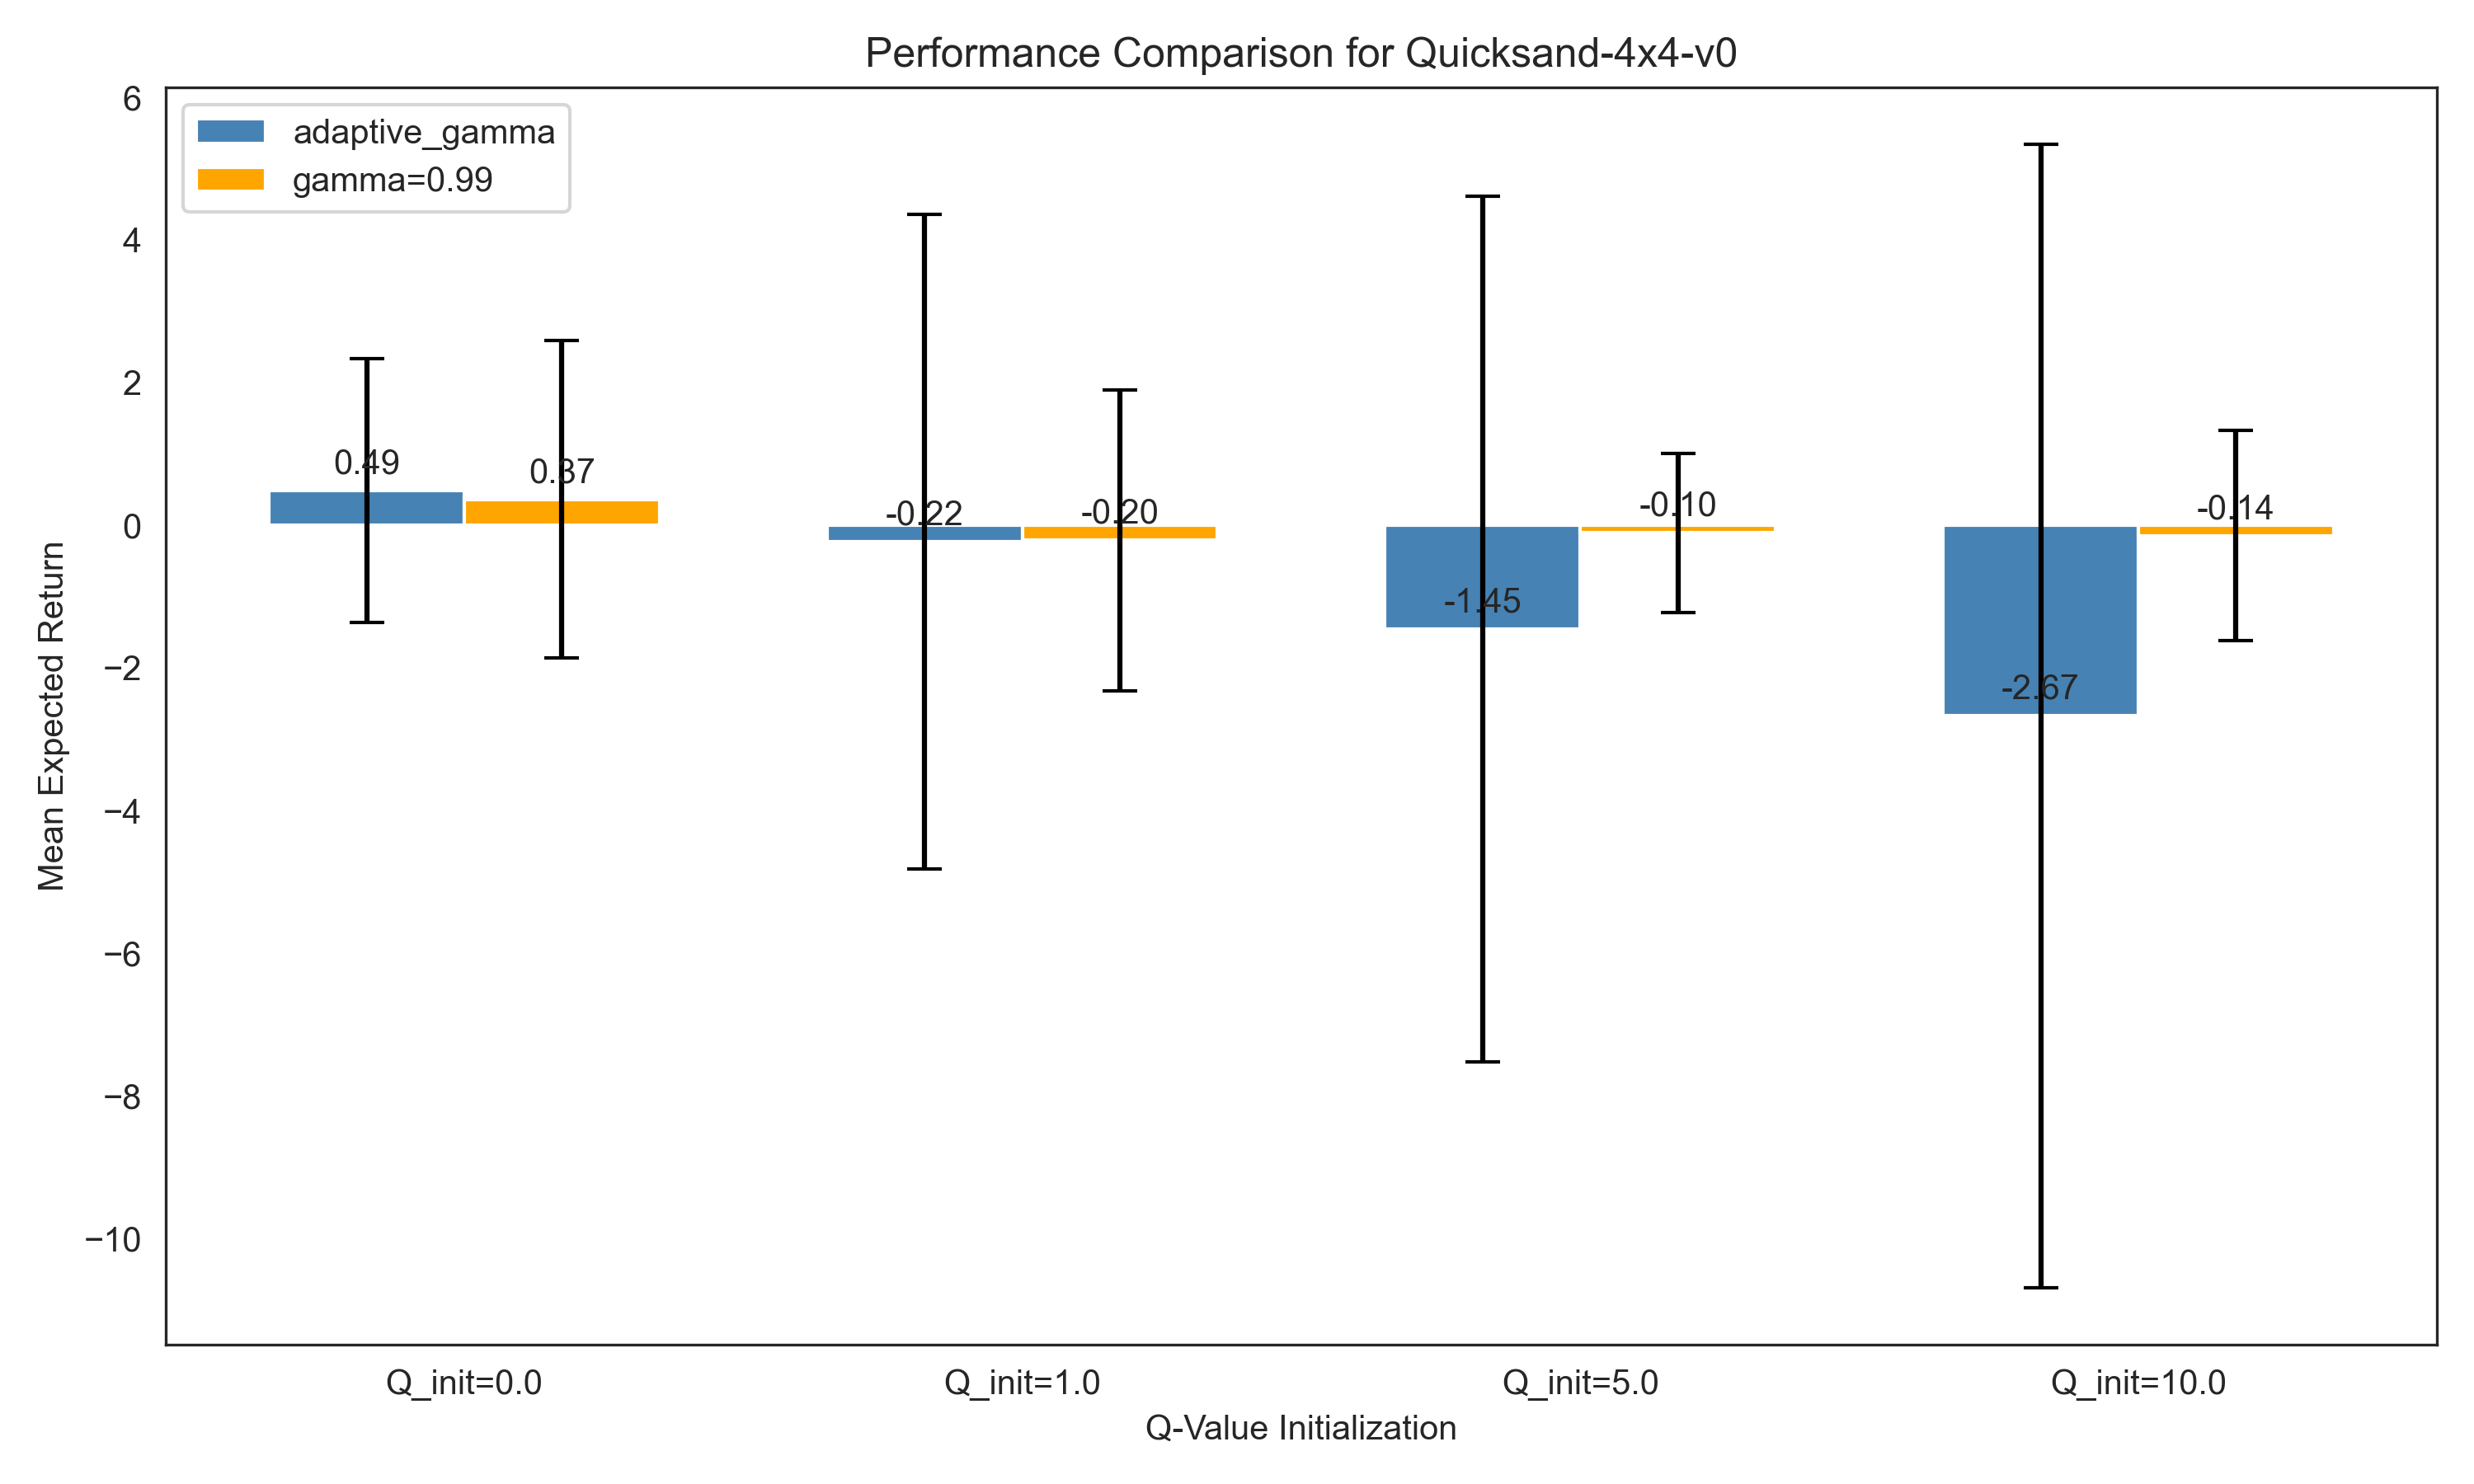 Performance Comparison for Quicksand-4x4-v0
adaptive_gamma
gamma=0.99
6
4
2
0
−2
−4
−6
−8
−10
Mean Expected Return
0.49
0.37
-0.22
-0.20
-1.45
-0.10
-2.67
-0.14
Q_init=0.0
Q_init=1.0
Q_init=5.0
Q_init=10.0
Q-Value Initialization